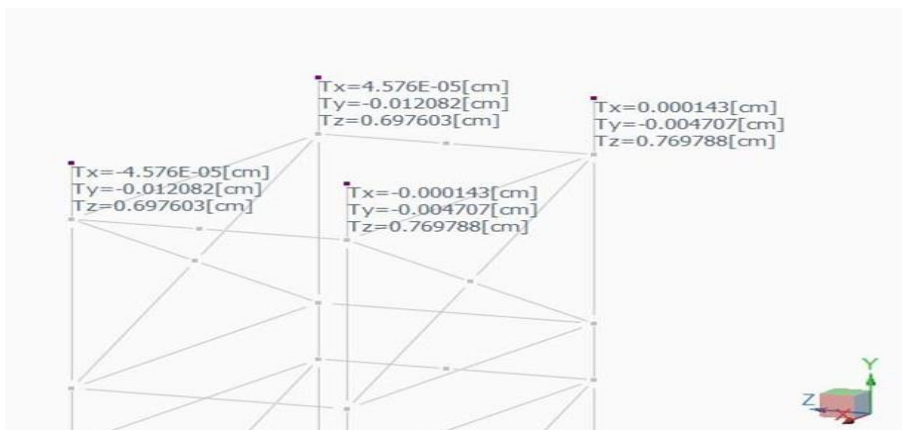 Tx=4.576E-05[cm]
Ty=-0.012082[cm]
Tz=0.697603[cm]
Tx=0.000143[cm]
Ty=-0.004707[cm]
Tz=0.769788[cm]
Tx=-4.576E-05[cm]
Ty=-0.012082[cm]
Tz=0.697603[cm]
Tx=-0.000143[cm]
Ty=-0.004707[cm]
Tz=0.769788[cm]
Y
Z
X